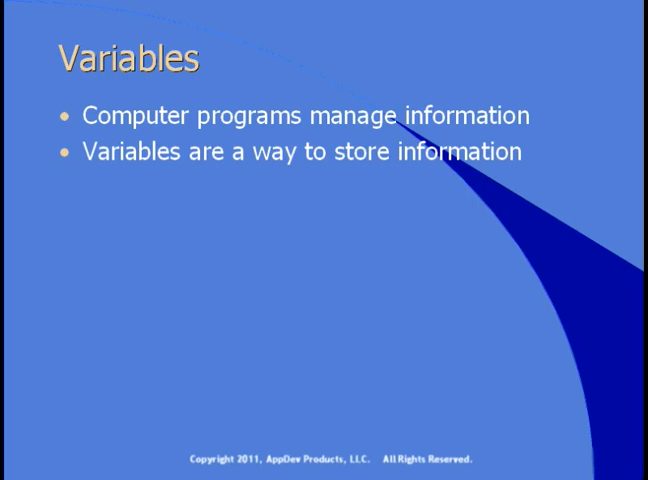 Variables
• Computer programs manage information
• Variables are a way to store information
Copyright 2011, AppDev Products, LLC. All Rights Reserved.